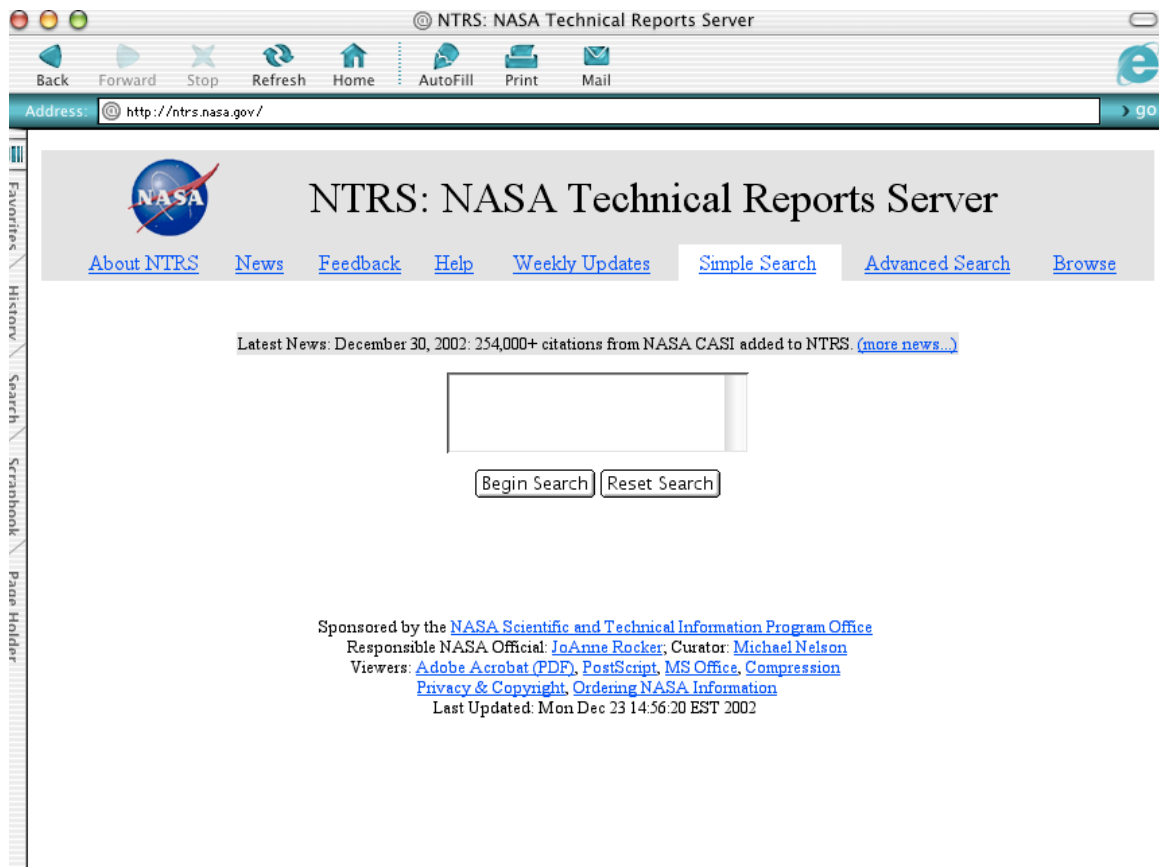 NTRS: NASA Technical Reports Server
Back Forward Stop Refresh Home AutoFill Print Mail
Address: http://ntrs.nasa.gov/ go
Favorites
History
Search
Scrapbook
Page Holder
NASA
NTRS: NASA Technical Reports Server
About NTRS News Feedback Help Weekly Updates Simple Search Advanced Search Browse
Latest News: December 30, 2002: 254,000+ citations from NASA CASI added to NTRS. (more news...)
Begin Search Reset Search
Sponsored by the NASA Scientific and Technical Information Program Office
Responsible NASA Official: JoAnne Rocker; Curator: Michael Nelson
Viewers: Adobe Acrobat (PDF), PostScript, MS Office, Compression
Privacy & Copyright, Ordering NASA Information
Last Updated: Mon Dec 23 14:56:20 EST 2002